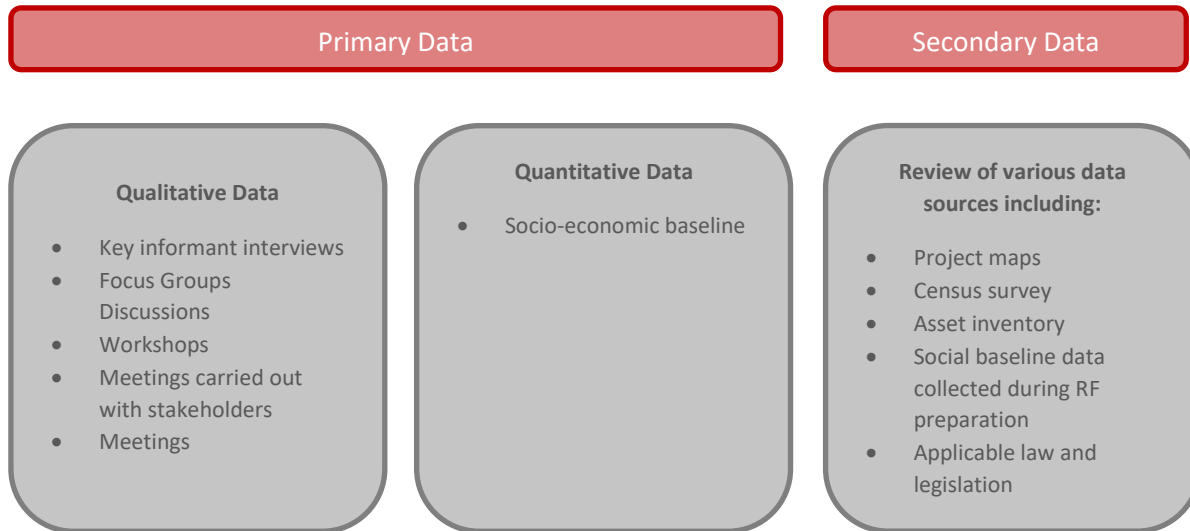 Primary Data
Secondary Data
Qualitative Data
• Key informant interviews
• Focus Groups
Discussions
• Workshops
• Meetings carried out
with stakeholders
• Meetings
Quantitative Data
• Socio-economic baseline
Review of various data
sources including:
• Project maps
• Census survey
• Asset inventory
• Social baseline data
collected during RF
preparation
• Applicable law and
legislation